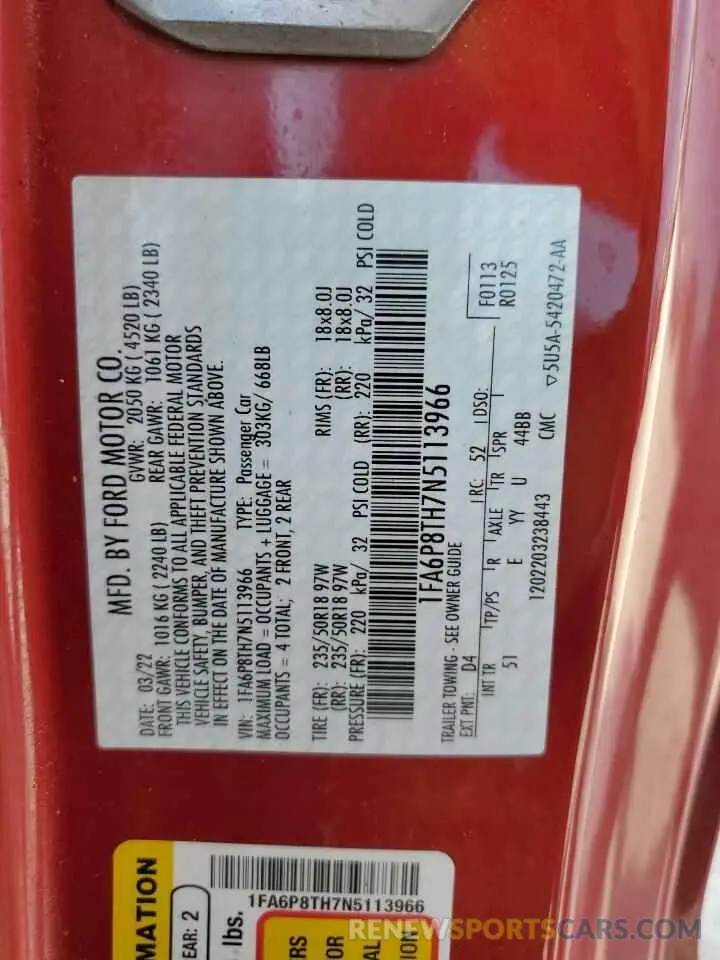 MFD. BY FORD MOTOR CO.
DATE: 03/22 GVWR: 2050 KG ( 4520 LB)
FRONT GAWR: 1016 KG ( 2240 LB) REAR GAWR: 1061 KG ( 2340 LB)
THIS VEHICLE CONFORMS TO ALL APPLICABLE FEDERAL MOTOR
VEHICLE SAFETY, BUMPER, AND THEFT PREVENTION STANDARDS
IN EFFECT ON THE DATE OF MANUFACTURE SHOWN ABOVE.
VIN: 1FA6P8TH7N5113966 TYPE: Passenger Car
MAXIMUM LOAD = OCCUPANTS + LUGGAGE = 303KG/ 668LB
OCCUPANTS = 4 TOTAL; 2 FRONT, 2 REAR
TIRE (FR): 235/50R18 97W RIMS (FR): 18x8.0J
(RR): 235/50R18 97W (RR): 18x8.0J
PRESSURE (FR): 220 kPa/ 32 PSI COLD (RR): 220 kPa/ 32 PSI COLD
1FA6P8TH7N5113966
TRAILER TOWING - SEE OWNER GUIDE
F0113
R0125
EXT PNT: D4 RC: 52 DSO:
INT TR TP/PS R AXLE TR SPR
51 E YY U 44BB
1202203238443 CMC ▽5U5A-5420472-AA
MATION
EAR: 2
lbs.
1FA6P8TH7N5113966
RS
OR
AL
ION
RENEWSPORTSCARS.COM